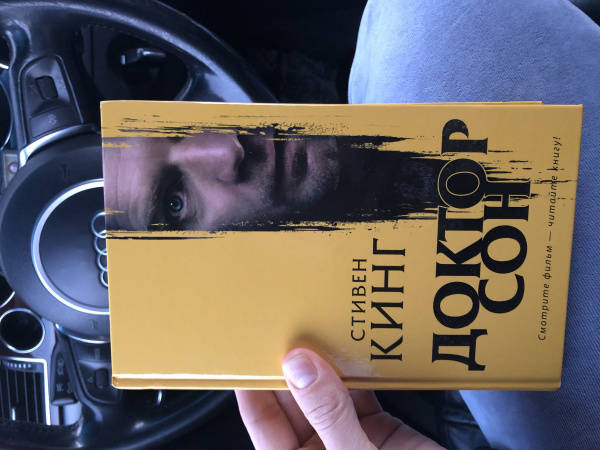 СТИВЕН
КИНГ
ДОКТОР
СОН
Смотрите фильм — читайте книгу!